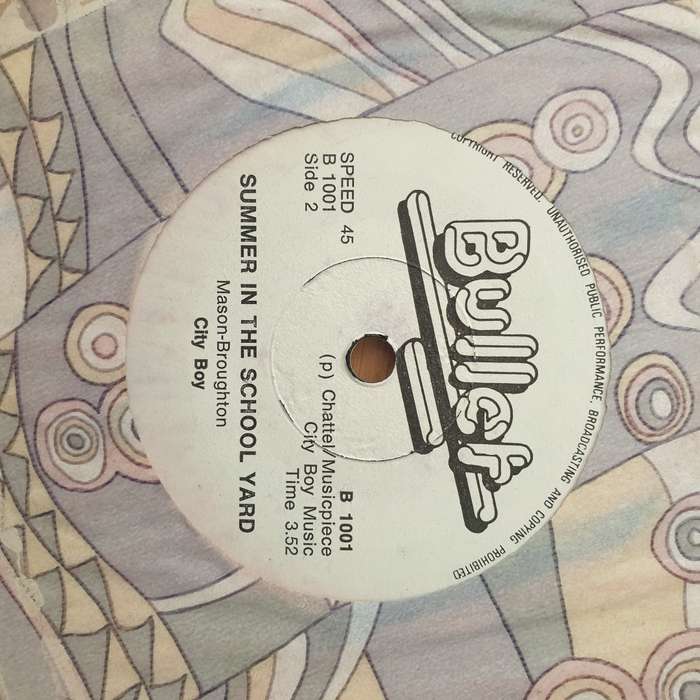 COPYRIGHT RESERVED. UNAUTHORISED PUBLIC PERFORMANCE, BROADCASTING AND COPYING PROHIBITED
Bullet
SPEED 45
B 1001
Side 2
B 1001
(p) Chattel/Musicpiece
City Boy Music
Time 3.52
SUMMER IN THE SCHOOL YARD
Mason-Broughton
City Boy